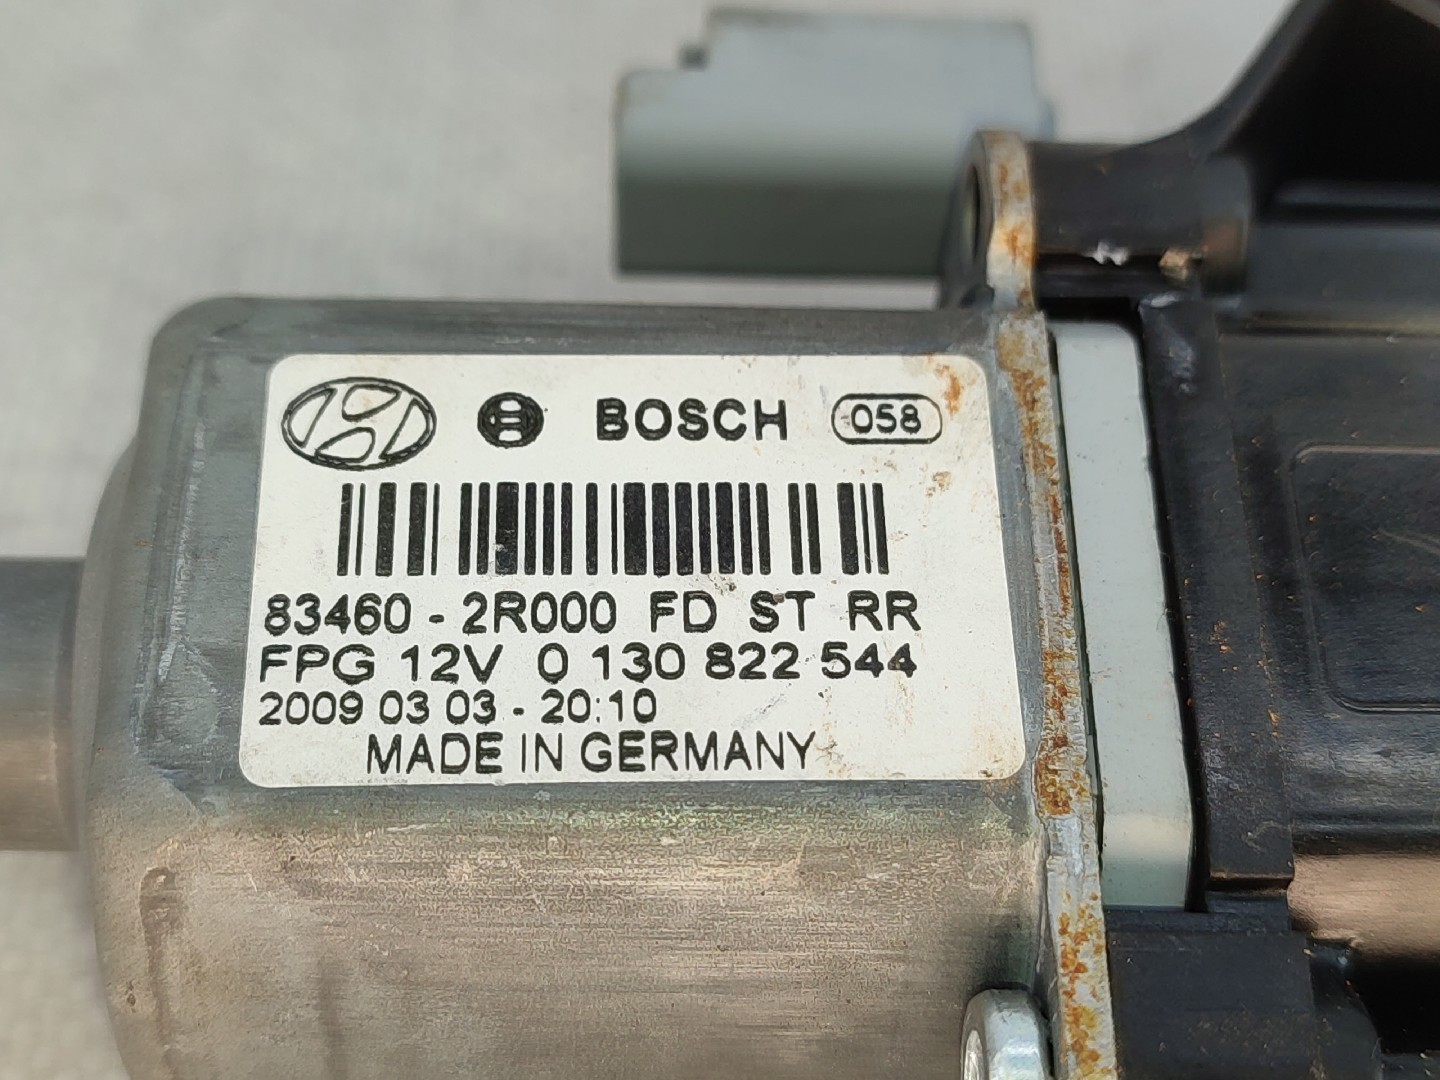 BOSCH 058
83460 - 2R000 FD ST RR
FPG 12V 0 130 822 544
2009 03 03 - 20:10
MADE IN GERMANY